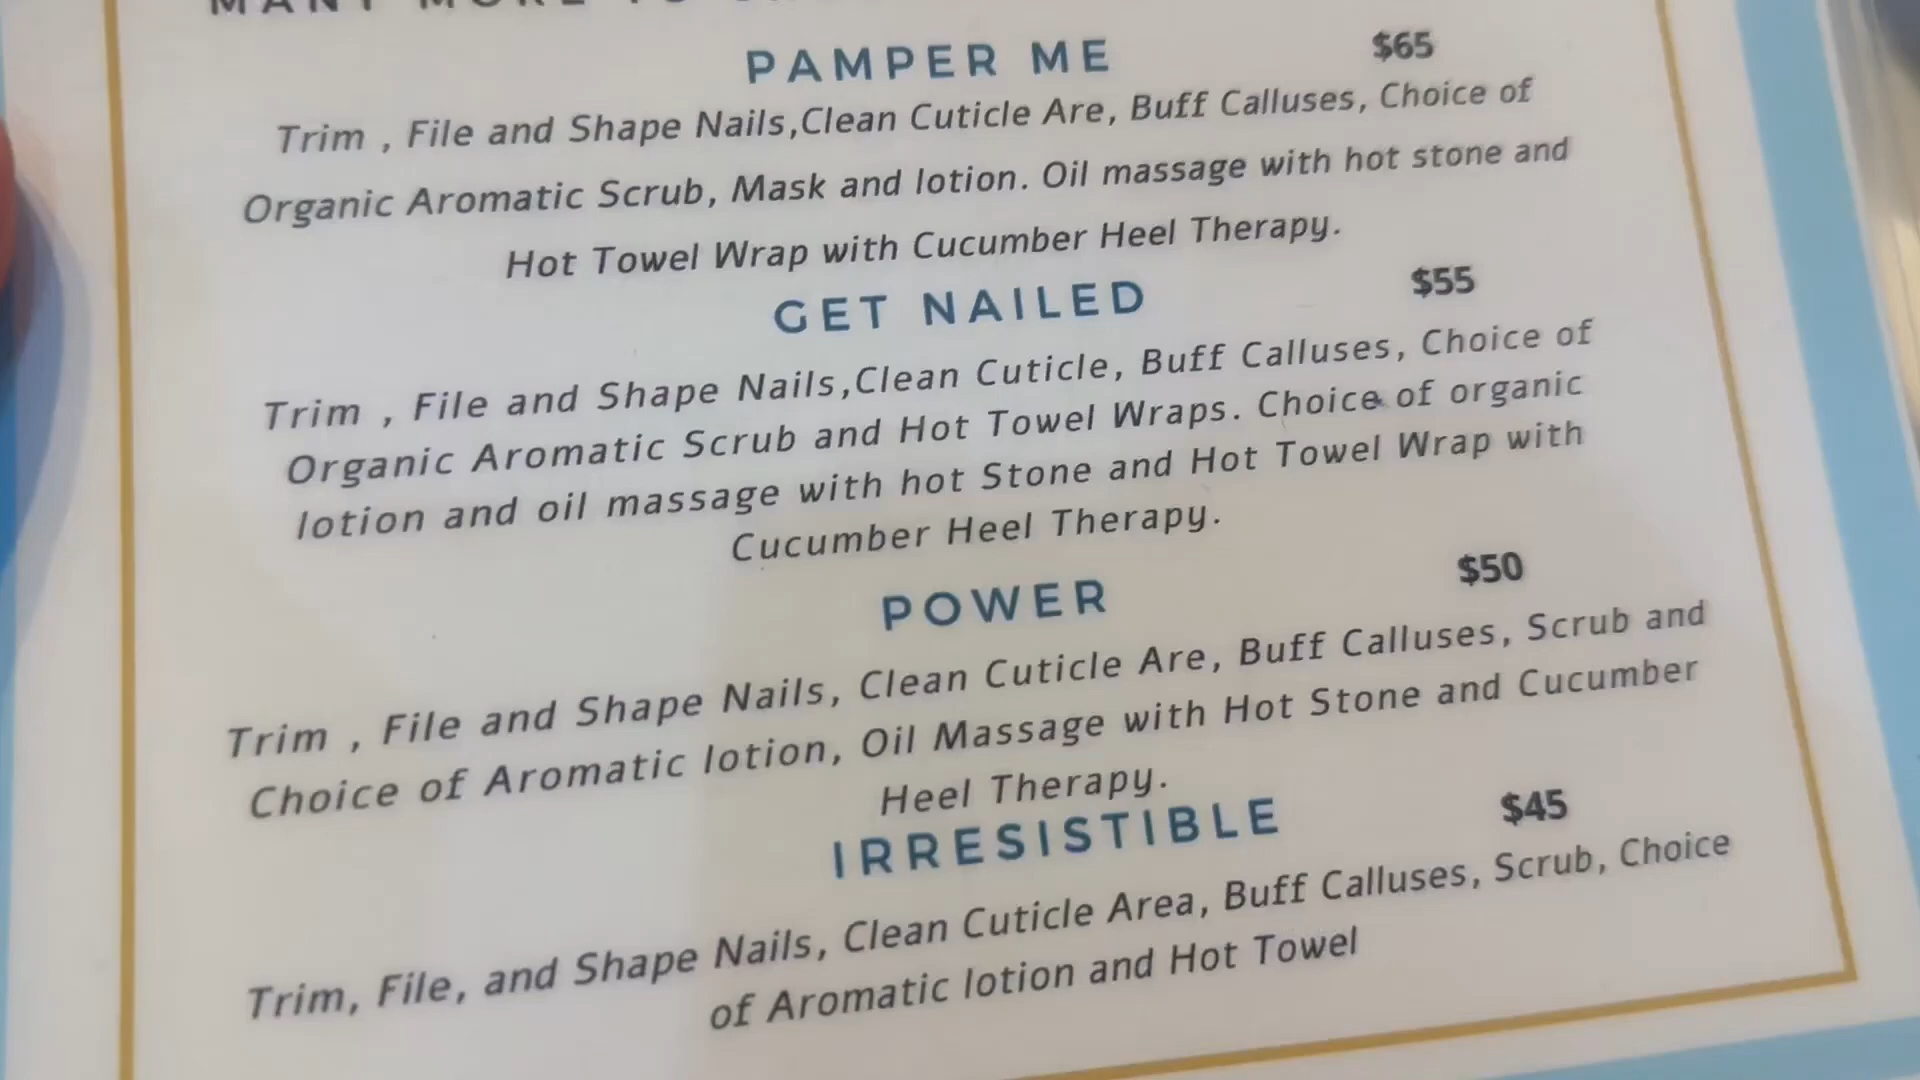 MANY MORE TO
PAMPER ME $65
Trim , File and Shape Nails,Clean Cuticle Are, Buff Calluses, Choice of
Organic Aromatic Scrub, Mask and lotion. Oil massage with hot stone and
Hot Towel Wrap with Cucumber Heel Therapy.
GET NAILED $55
Trim , File and Shape Nails,Clean Cuticle, Buff Calluses, Choice of
Organic Aromatic Scrub and Hot Towel Wraps. Choice of organic
lotion and oil massage with hot Stone and Hot Towel Wrap with
Cucumber Heel Therapy.
POWER $50
Trim , File and Shape Nails, Clean Cuticle Are, Buff Calluses, Scrub and
Choice of Aromatic lotion, Oil Massage with Hot Stone and Cucumber
Heel Therapy.
IRRESISTIBLE $45
Trim, File, and Shape Nails, Clean Cuticle Area, Buff Calluses, Scrub, Choice
of Aromatic lotion and Hot Towel